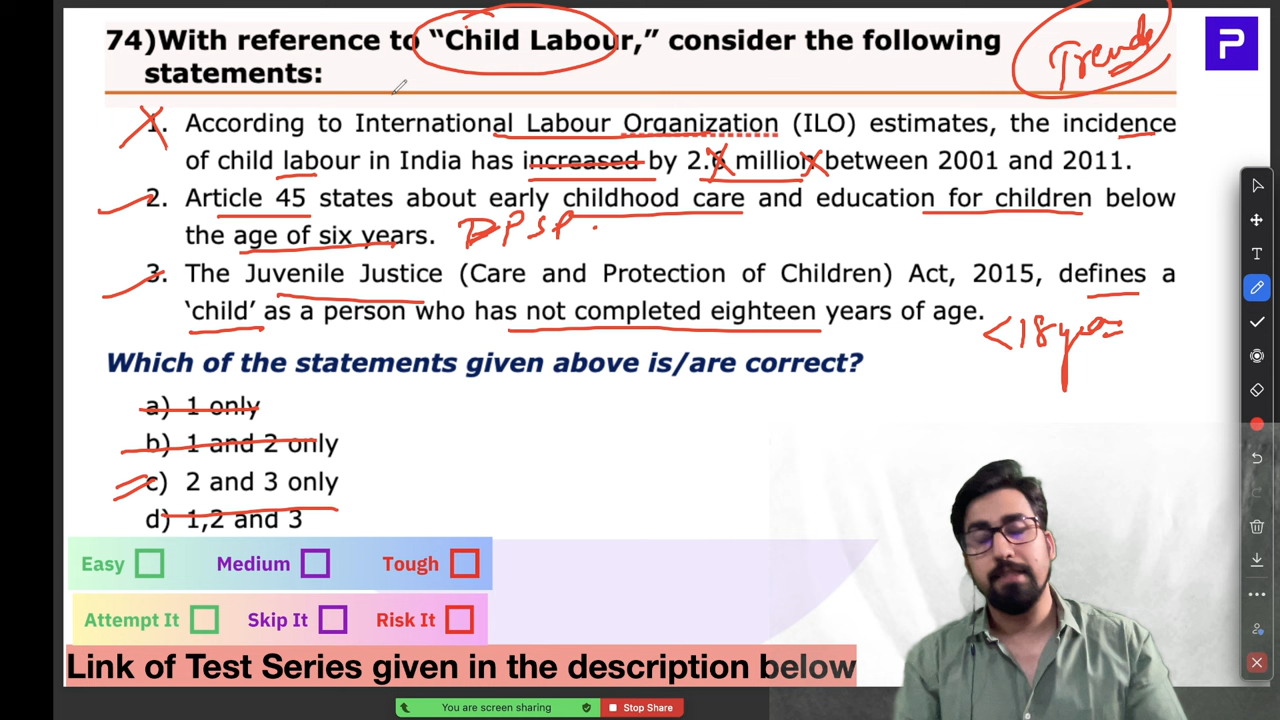 74)With reference to "Child Labour," consider the following
Trends
statements:
1. According to International Labour Organization (ILO) estimates, the incidence
of child labour in India has increased by 2.6 million between 2001 and 2011.
2. Article 45 states about early childhood care and education for children below
the age of six years. DPSP.
3. The Juvenile Justice (Care and Protection of Children) Act, 2015, defines a
'child' as a person who has not completed eighteen years of age.
<18 years
Which of the statements given above is/are correct?
a) 1 only
b) 1 and 2 only
c) 2 and 3 only
d) 1,2 and 3
Easy Medium Tough
Attempt It Skip It Risk It
Link of Test Series given in the description below
You are screen sharing Stop Share